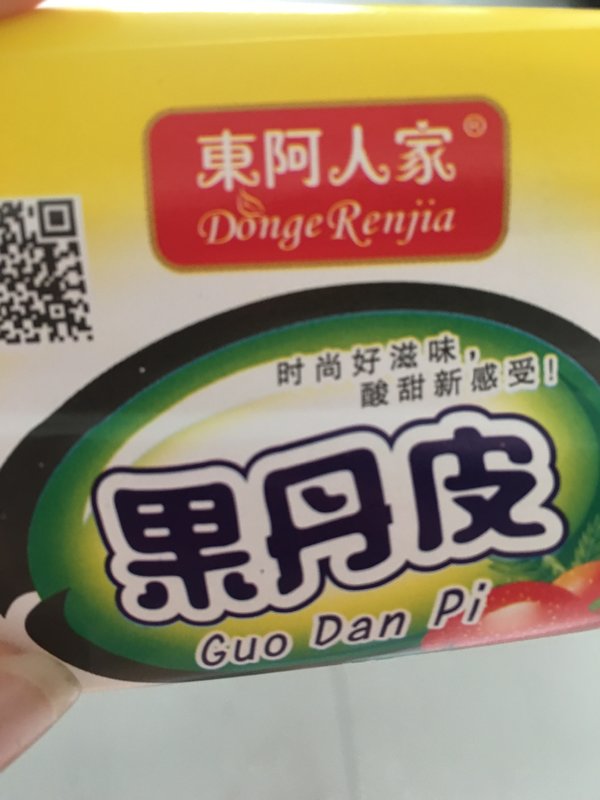 東阿人家®
DongeRenjia
时尚好滋味，
酸甜新感受！
果丹皮
Guo Dan Pi